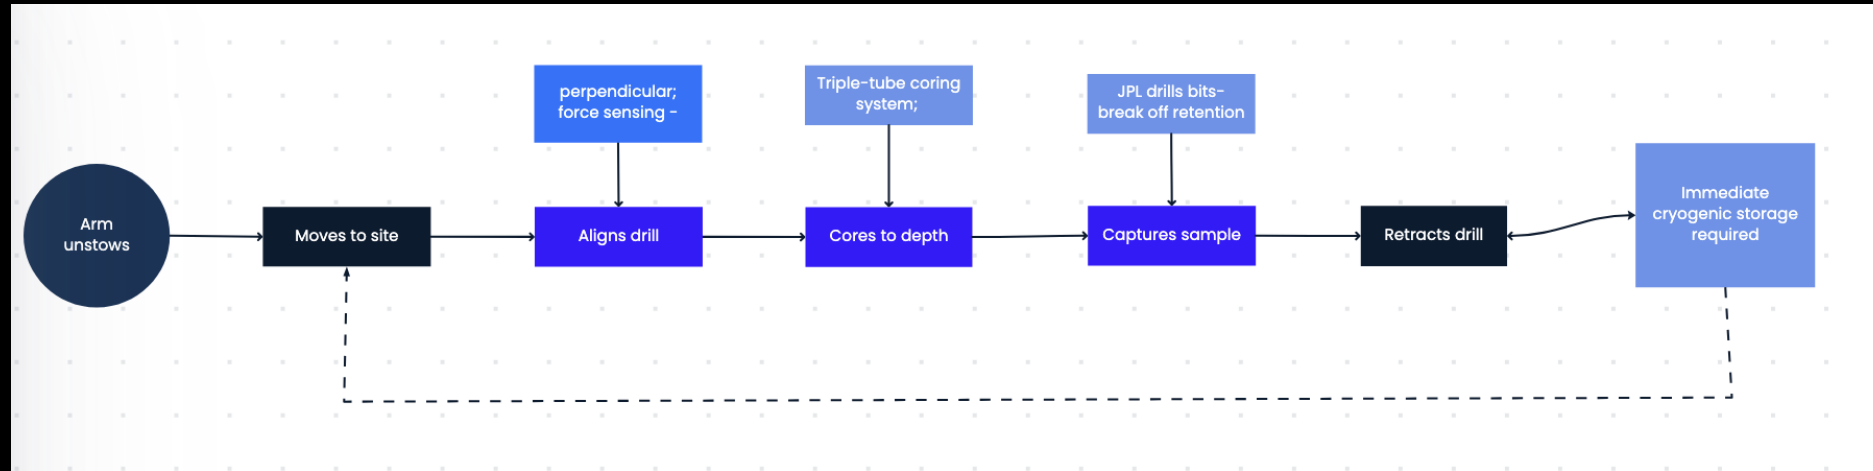 perpendicular;
force sensing -
Triple-tube coring
system;
JPL drills bits-
break off retention
Arm
unstows
Moves to site
Aligns drill
Cores to depth
Captures sample
Retracts drill
Immediate
cryogenic storage
required